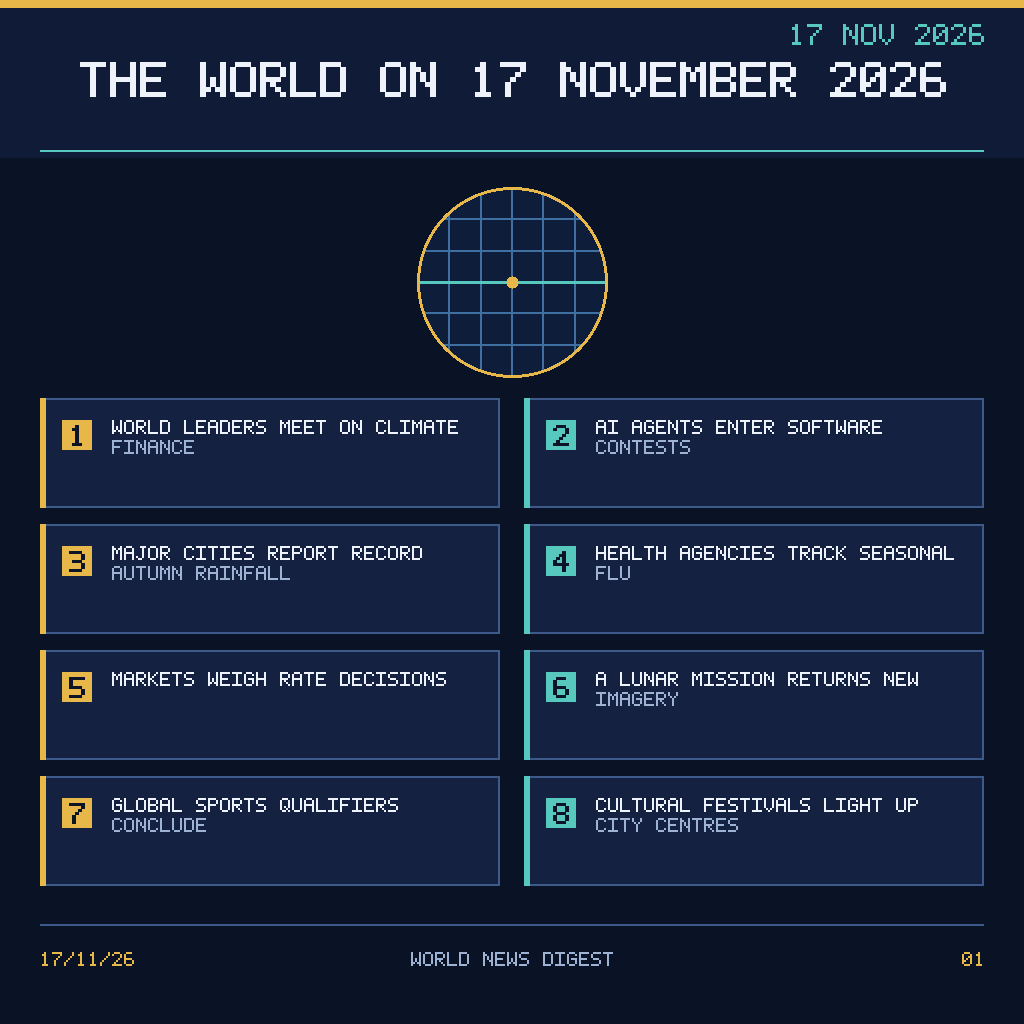 17 NOV 2026
THE WORLD ON 17 NOVEMBER 2026
1
WORLD LEADERS MEET ON CLIMATE
FINANCE
2
AI AGENTS ENTER SOFTWARE
CONTESTS
3
MAJOR CITIES REPORT RECORD
AUTUMN RAINFALL
4
HEALTH AGENCIES TRACK SEASONAL
FLU
5
MARKETS WEIGH RATE DECISIONS
6
A LUNAR MISSION RETURNS NEW
IMAGERY
7
GLOBAL SPORTS QUALIFIERS
CONCLUDE
8
CULTURAL FESTIVALS LIGHT UP
CITY CENTRES
17/11/26
WORLD NEWS DIGEST
01